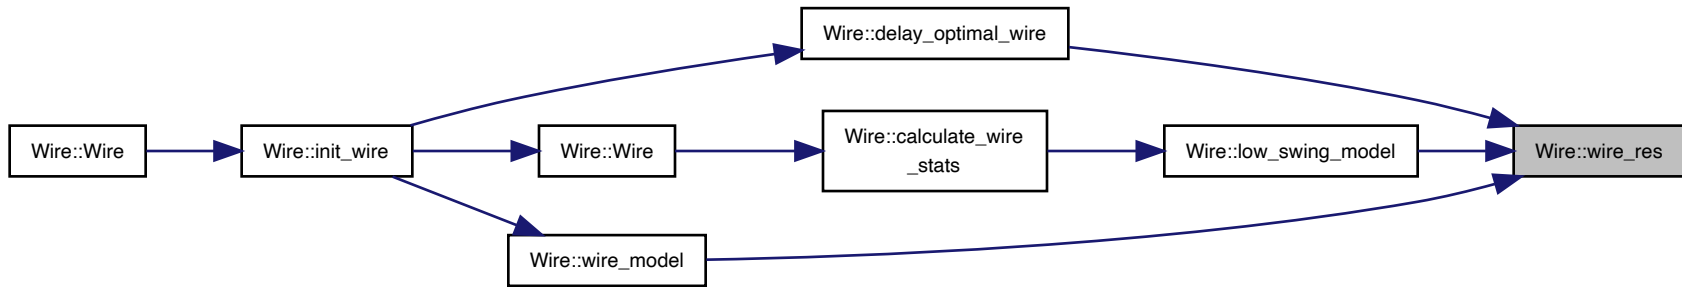 Wire::delay_optimal_wire
Wire::Wire
Wire::init_wire
Wire::Wire
Wire::calculate_wire
_stats
Wire::low_swing_model
Wire::wire_res
Wire::wire_model